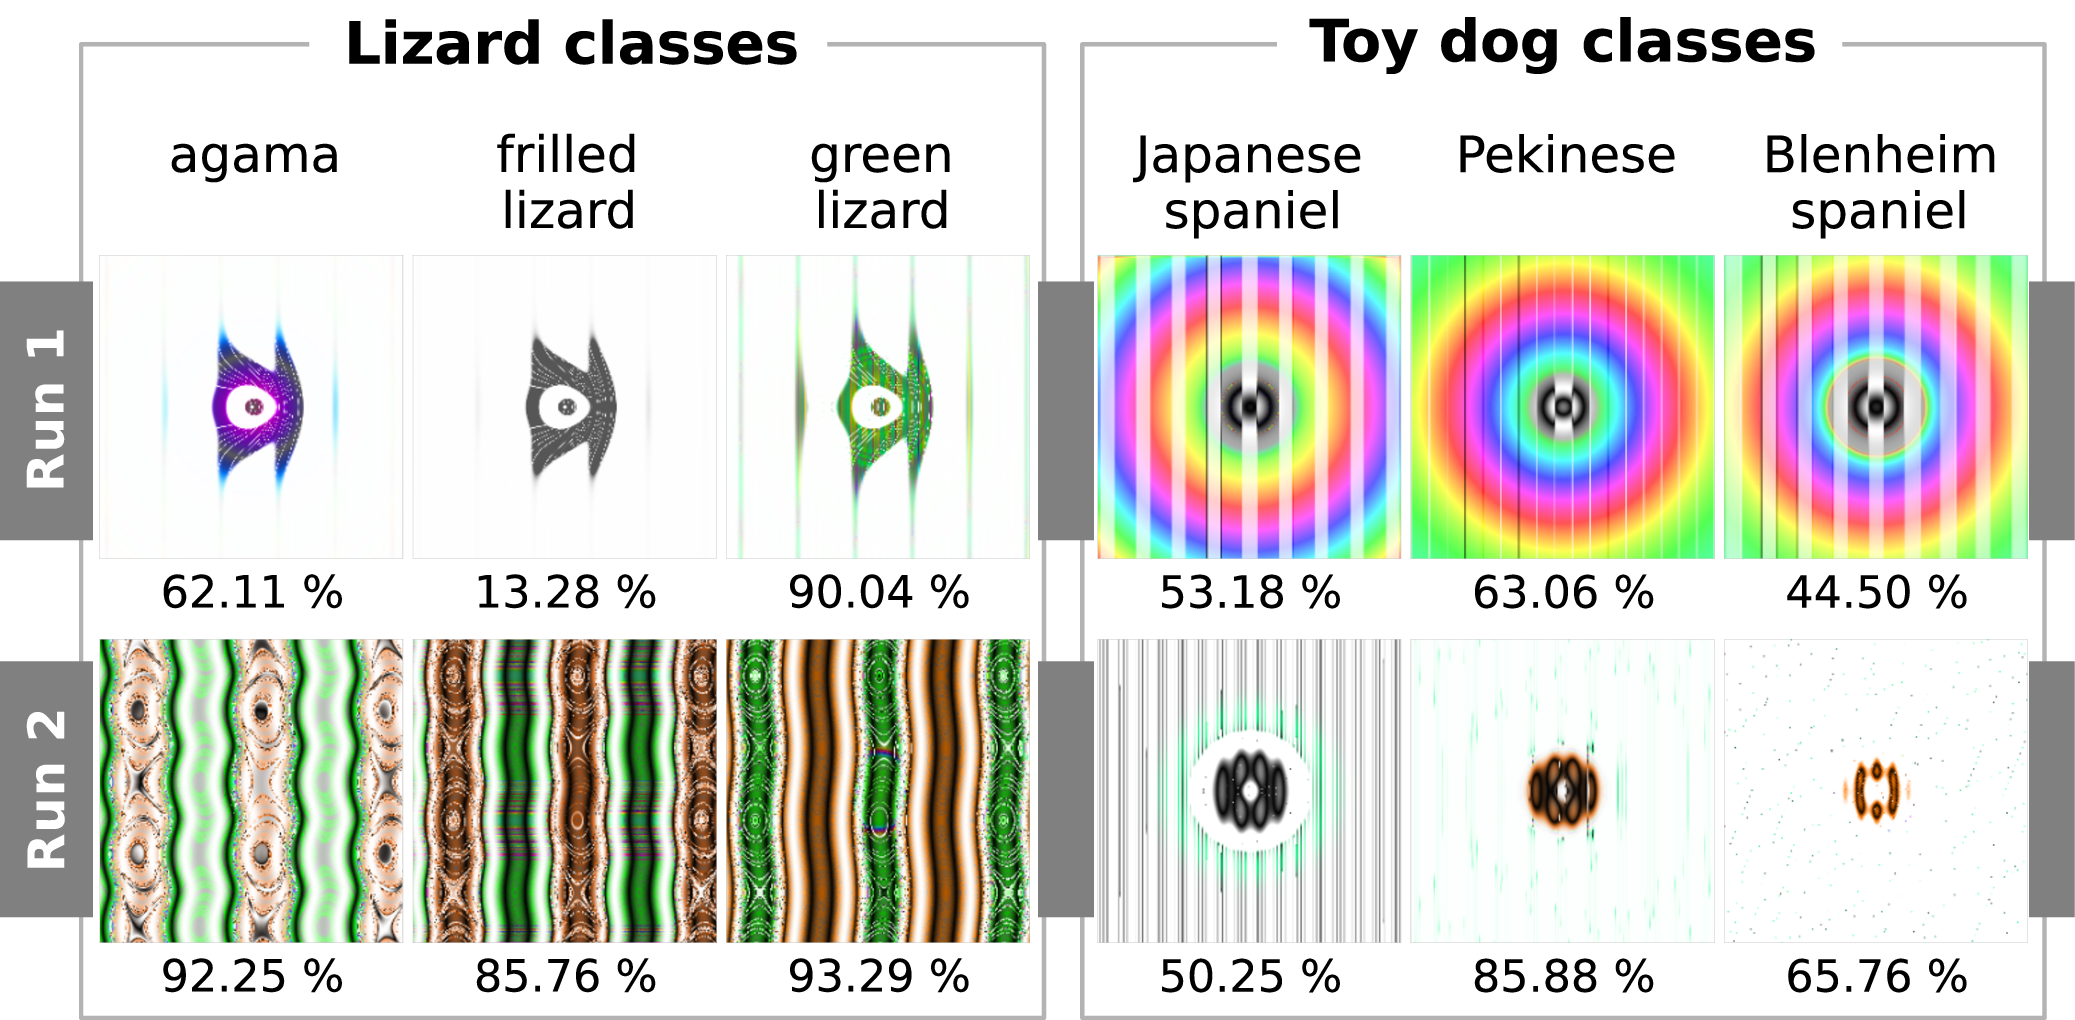 Lizard classes
Toy dog classes
agama
frilled
lizard
green
lizard
Japanese
spaniel
Pekinese
Blenheim
spaniel
Run 1
62.11 %
13.28 %
90.04 %
53.18 %
63.06 %
44.50 %
Run 2
92.25 %
85.76 %
93.29 %
50.25 %
85.88 %
65.76 %